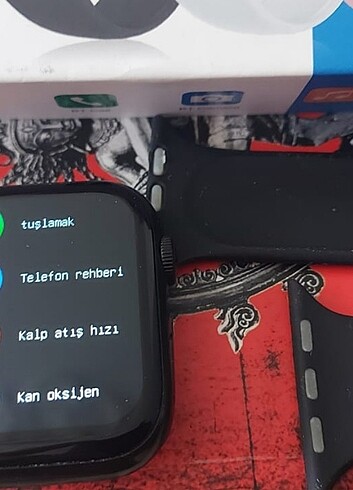 tuşlamak
Telefon rehberi
Kalp atış hızı
Kan oksijen